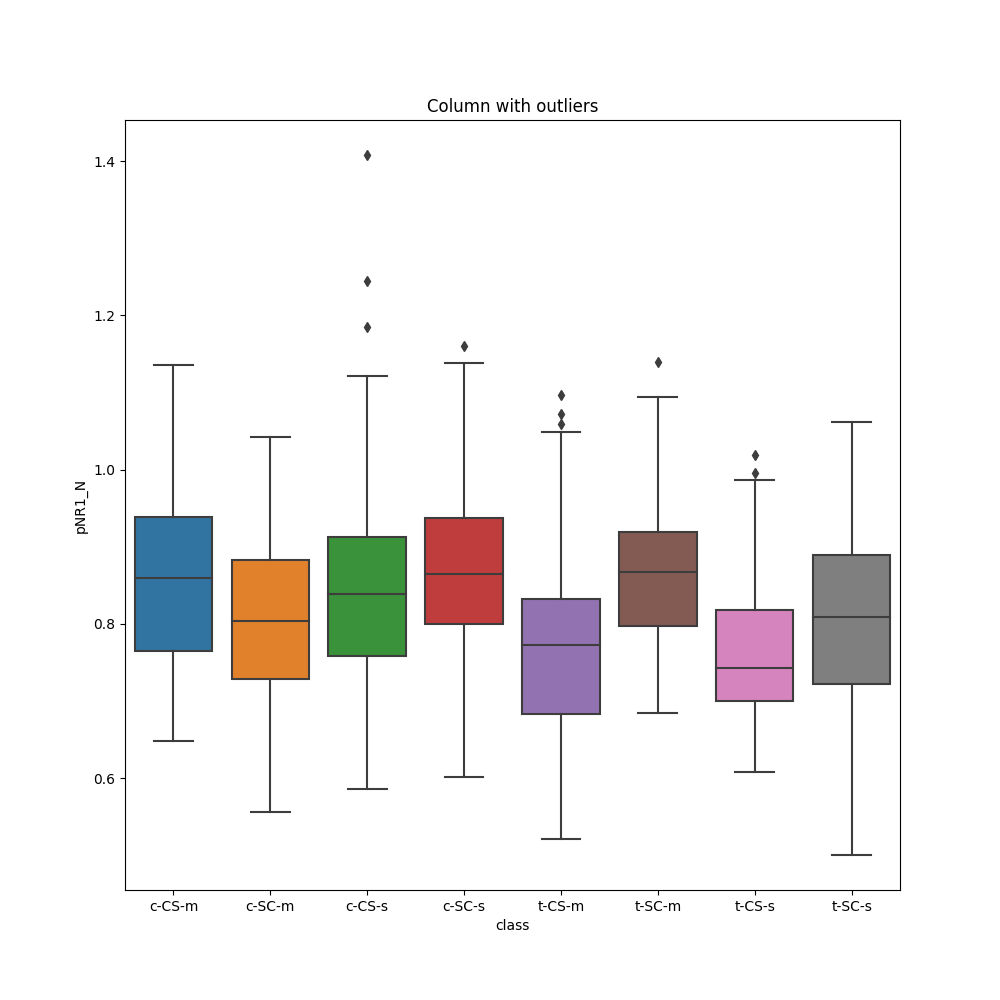 Column with outliers
1.4
1.2
1.0
0.8
0.6
pNR1_N
c-CS-m c-SC-m c-CS-s c-SC-s t-CS-m t-SC-m t-CS-s t-SC-s
class